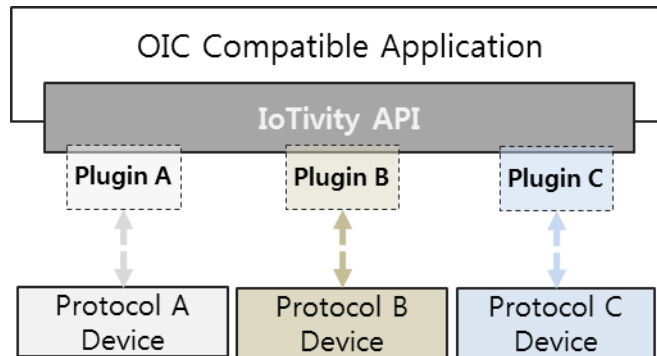 OIC Compatible Application
IoTivity API
Plugin A
Plugin B
Plugin C
Protocol A
Device
Protocol B
Device
Protocol C
Device